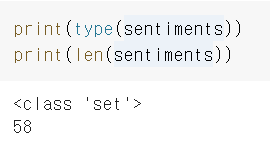 print(type(sentiments))
print(len(sentiments))
<class 'set'>
58